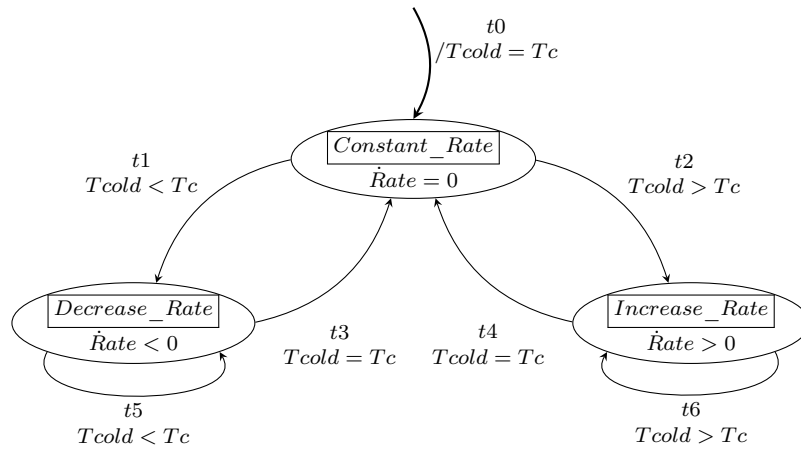 t0
/Tcold = Tc
Constant_Rate
Ṙate = 0
t1
Tcold < Tc
t2
Tcold > Tc
Decrease_Rate
Ṙate < 0
t3
Tcold = Tc
t4
Tcold = Tc
Increase_Rate
Ṙate > 0
t5
Tcold < Tc
t6
Tcold > Tc